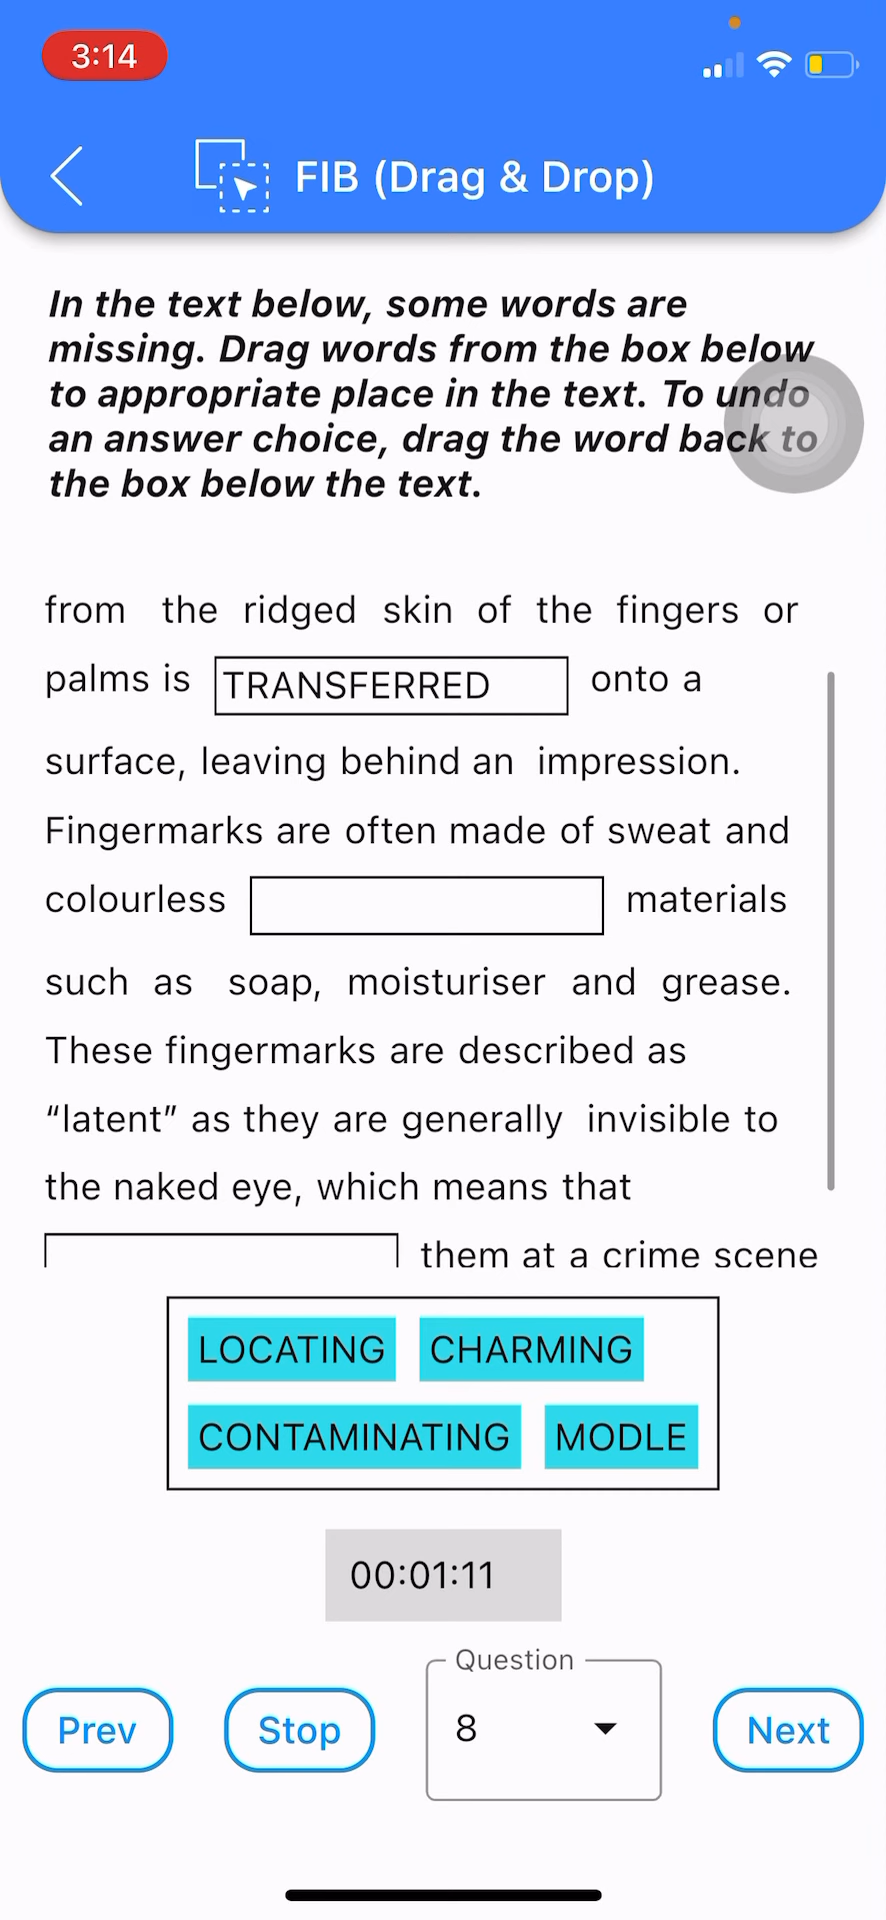 3:14
FIB (Drag & Drop)
In the text below, some words are
missing. Drag words from the box below
to appropriate place in the text. To undo
an answer choice, drag the word back to
the box below the text.
from the ridged skin of the fingers or
palms is TRANSFERRED onto a
surface, leaving behind an impression.
Fingermarks are often made of sweat and
colourless materials
such as soap, moisturiser and grease.
These fingermarks are described as
“latent” as they are generally invisible to
the naked eye, which means that
them at a crime scene
LOCATING CHARMING
CONTAMINATING MODLE
00:01:11
Question
Prev Stop 8 Next